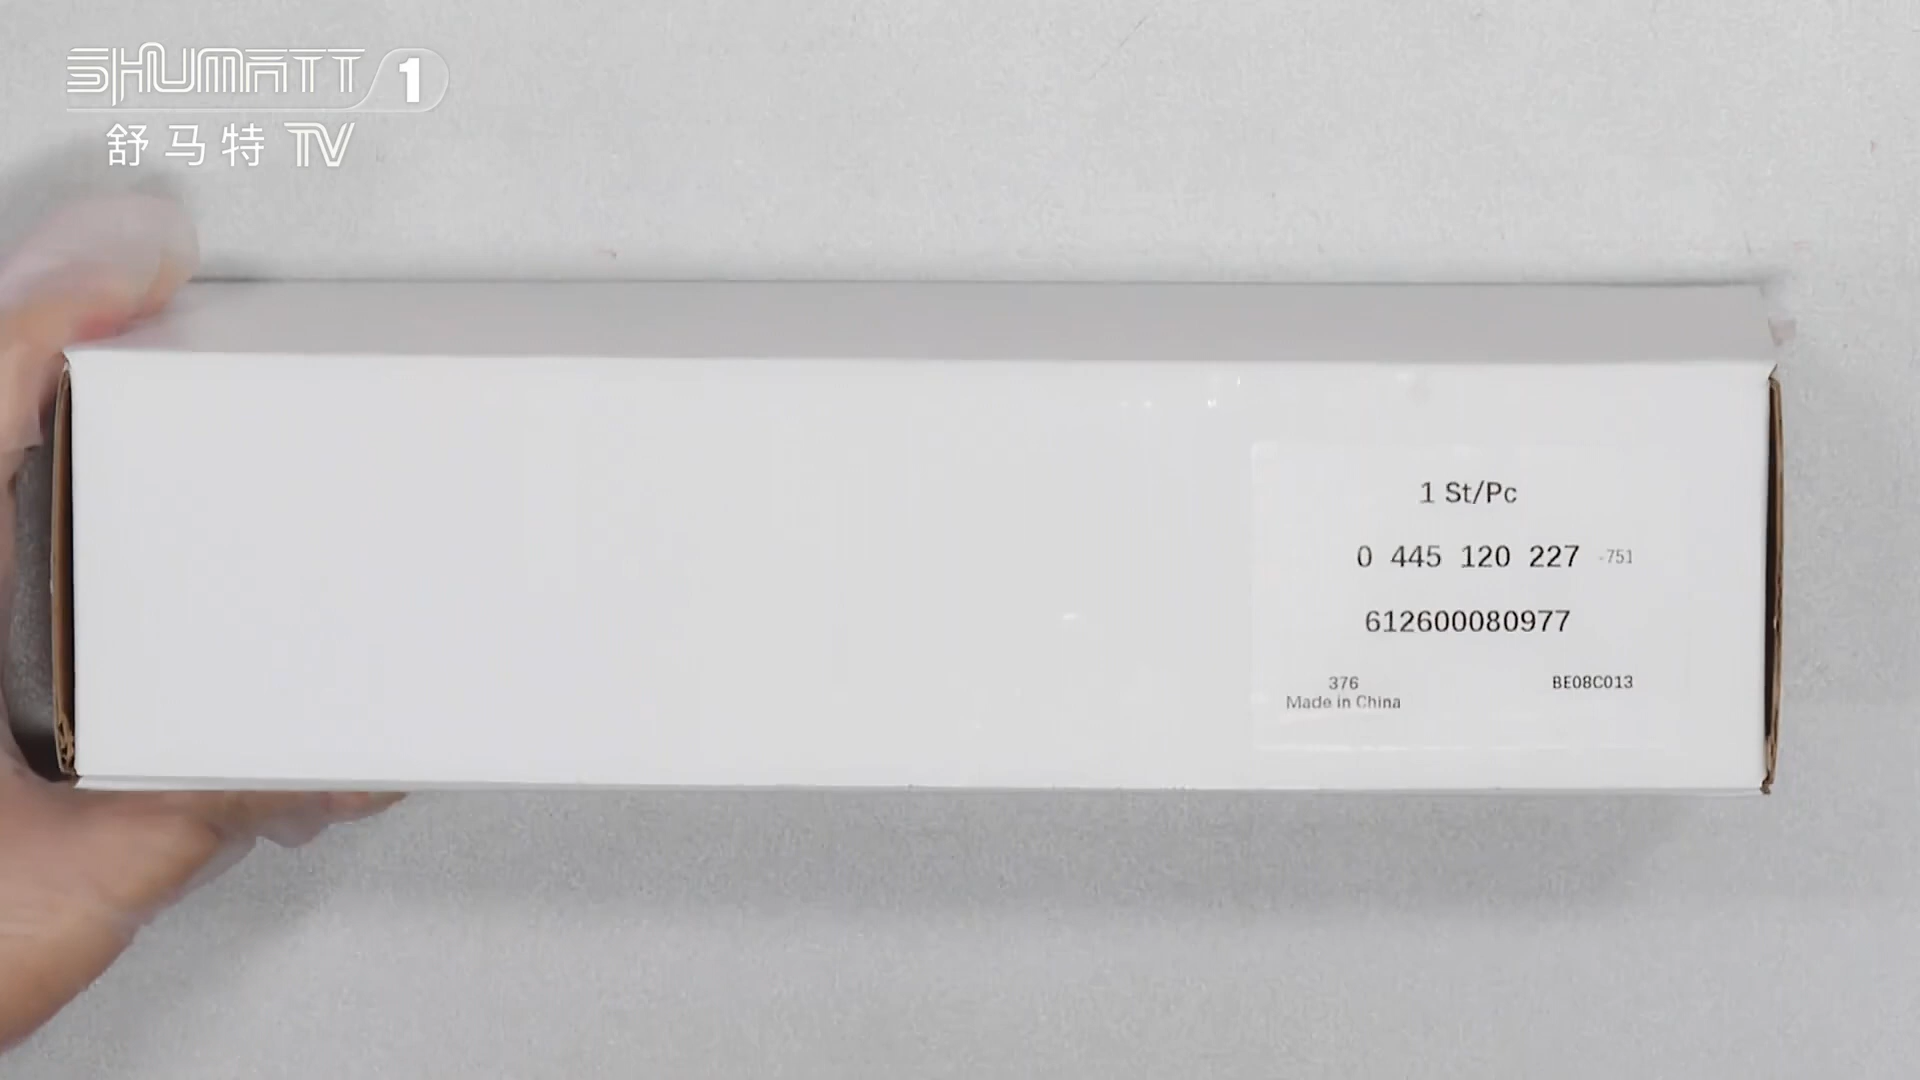 SHUMATT 1
舒马特 TV
1 St/Pc
0 445 120 227 -751
612600080977
376
BE08C013
Made in China